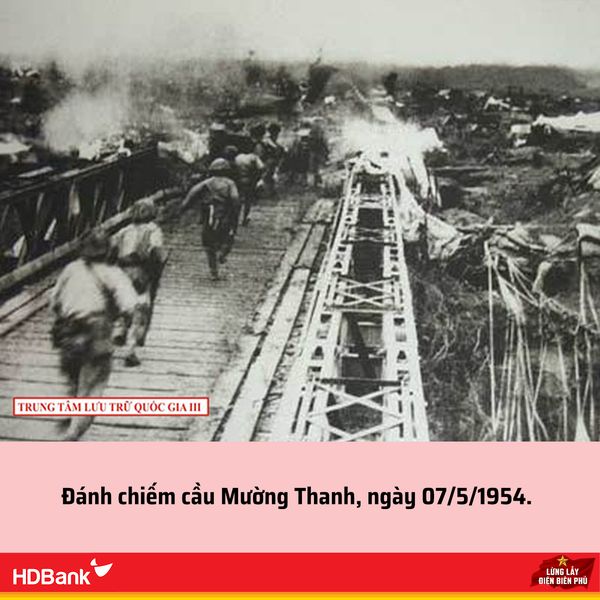 TRUNG TÂM LƯU TRỮ QUỐC GIA III
Đánh chiếm cầu Mường Thanh, ngày 07/5/1954.
HDBank
LỪNG LẪY
ĐIỆN BIÊN PHỦ